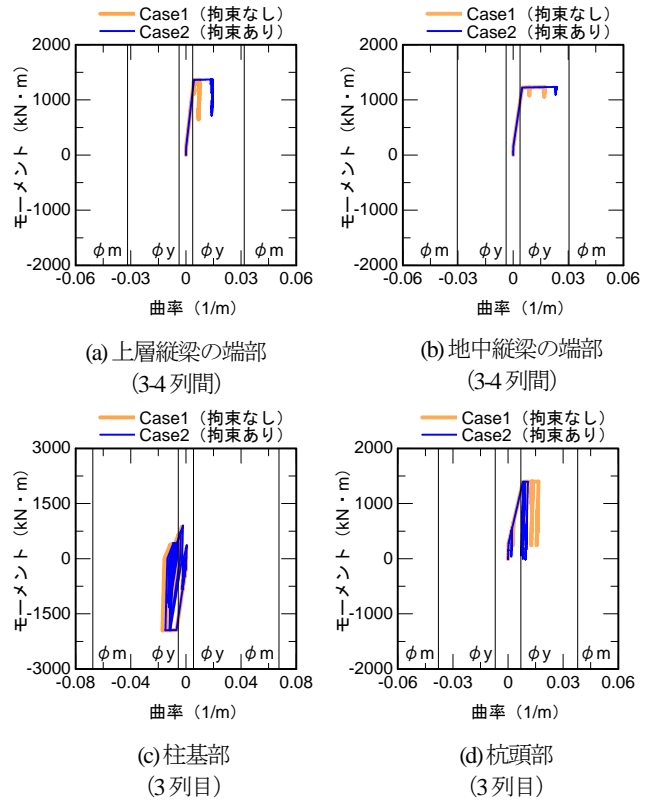 Case1（拘束なし）
Case2（拘束あり）
2000
1000
0
-1000
-2000
モーメント（kN・m）
φm φy φy φm
-0.06 -0.03 0 0.03 0.06
曲率 (1/m)
(a) 上層縦梁の端部
(3-4 列間)
Case1（拘束なし）
Case2（拘束あり）
2000
1000
0
-1000
-2000
モーメント（kN・m）
φm φy φy φm
-0.06 -0.03 0 0.03 0.06
曲率 (1/m)
(b) 地中縦梁の端部
(3-4 列間)
Case1（拘束なし）
Case2（拘束あり）
3000
1500
0
-1500
-3000
モーメント（kN・m）
φm φy φy φm
-0.08 -0.04 0 0.04 0.08
曲率 (1/m)
(c) 柱基部
(3 列目)
Case1（拘束なし）
Case2（拘束あり）
2000
1000
0
-1000
-2000
モーメント（kN・m）
φm φy φy φm
-0.06 -0.03 0 0.03 0.06
曲率 (1/m)
(d) 杭頭部
(3 列目)